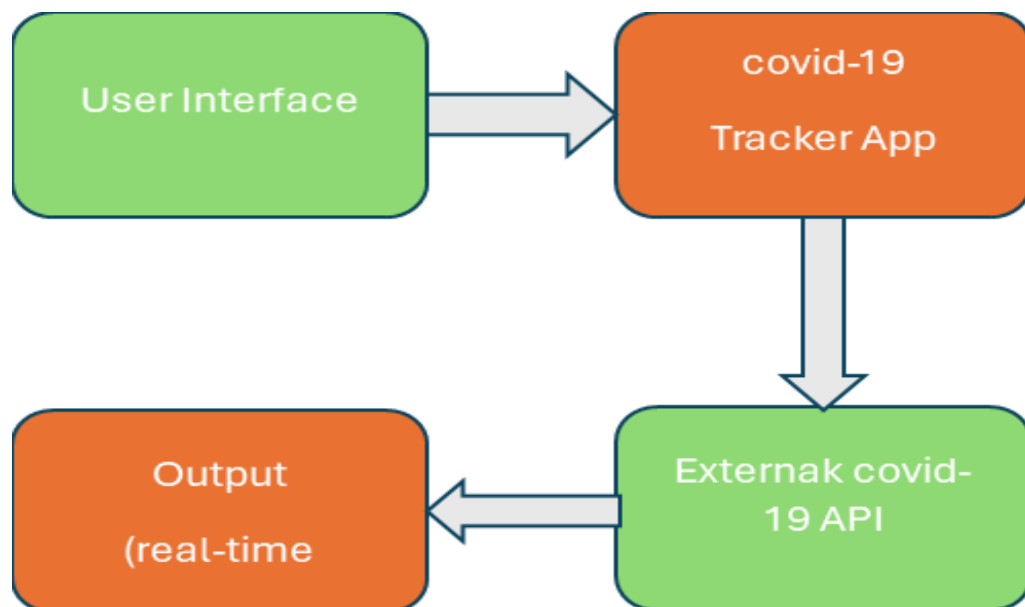 User Interface
covid-19
Tracker App
Externak covid-
19 API
Output
(real-time